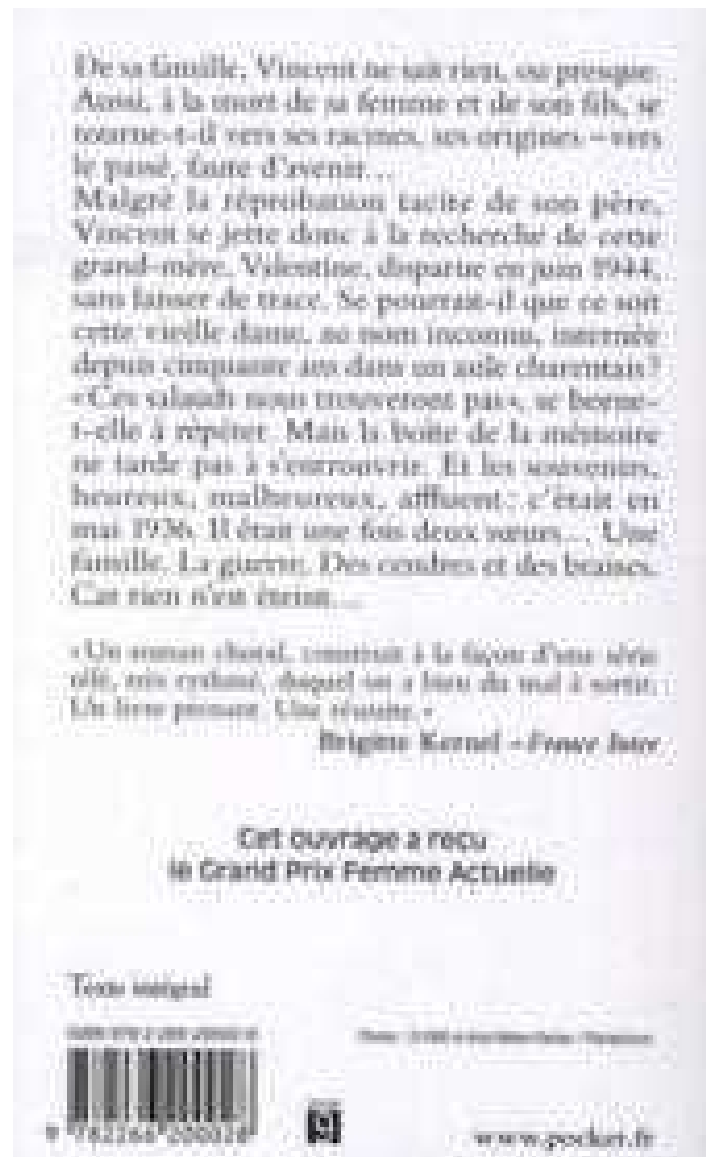 De sa famille, Vincent ne sait rien, ou presque.
Aussi, à la mort de sa femme et de son fils, se
tourne-t-il vers ses racines, ses origines – vers
le passé, faute d'avenir...
Malgré la réprobation tacite de son père,
Vincent se jette donc à la recherche de cette
grand-mère, Valentine, disparue en juin 1944,
sans laisser de trace. Se pourrait-il que ce soit
cette vieille dame, au nom inconnu, internée
depuis cinquante ans dans un asile charentais ?
«Ces salauds nous trouveront pas», se borne-
t-elle à répéter. Mais la boîte de la mémoire
ne tarde pas à s'entrouvrir. Et les souvenirs,
heureux, malheureux, affluent : c'était en
mai 1936. Il était une fois deux sœurs... Une
famille. La guerre. Des cendres et des braises.
Car rien n'est éteint...
«Un roman choral, construit à la façon d'une série
télé, très rythmé, duquel on a bien du mal à sortir.
Un livre prenant. Une réussite.»
Brigitte Kernel – France Inter
Cet ouvrage a reçu
le Grand Prix Femme Actuelle
Texte intégral
ISBN
9 782266 200028
www.pocket.fr